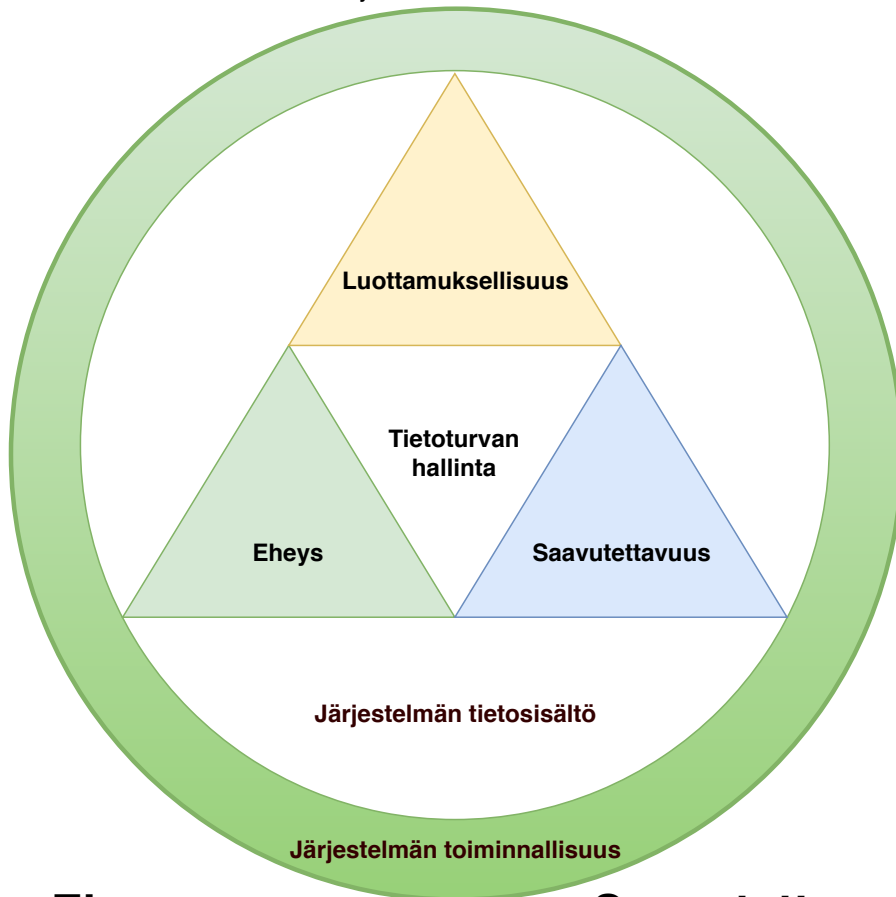 Luottamuksellisuus
Tietoturvan
hallinta
Eheys
Saavutettavuus
Järjestelmän tietosisältö
Järjestelmän toiminnallisuus